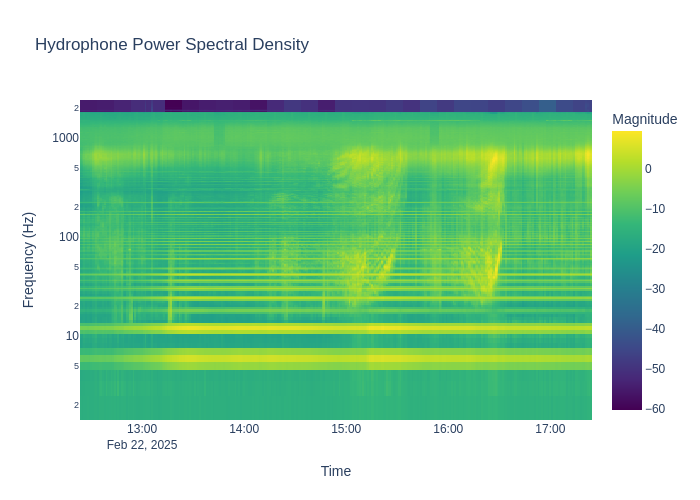 Hydrophone Power Spectral Density
Magnitude
2
1000
5
2
100
5
2
10
5
2
Frequency (Hz)
0
−10
−20
−30
−40
−50
−60
13:00 14:00 15:00 16:00 17:00
Feb 22, 2025
Time